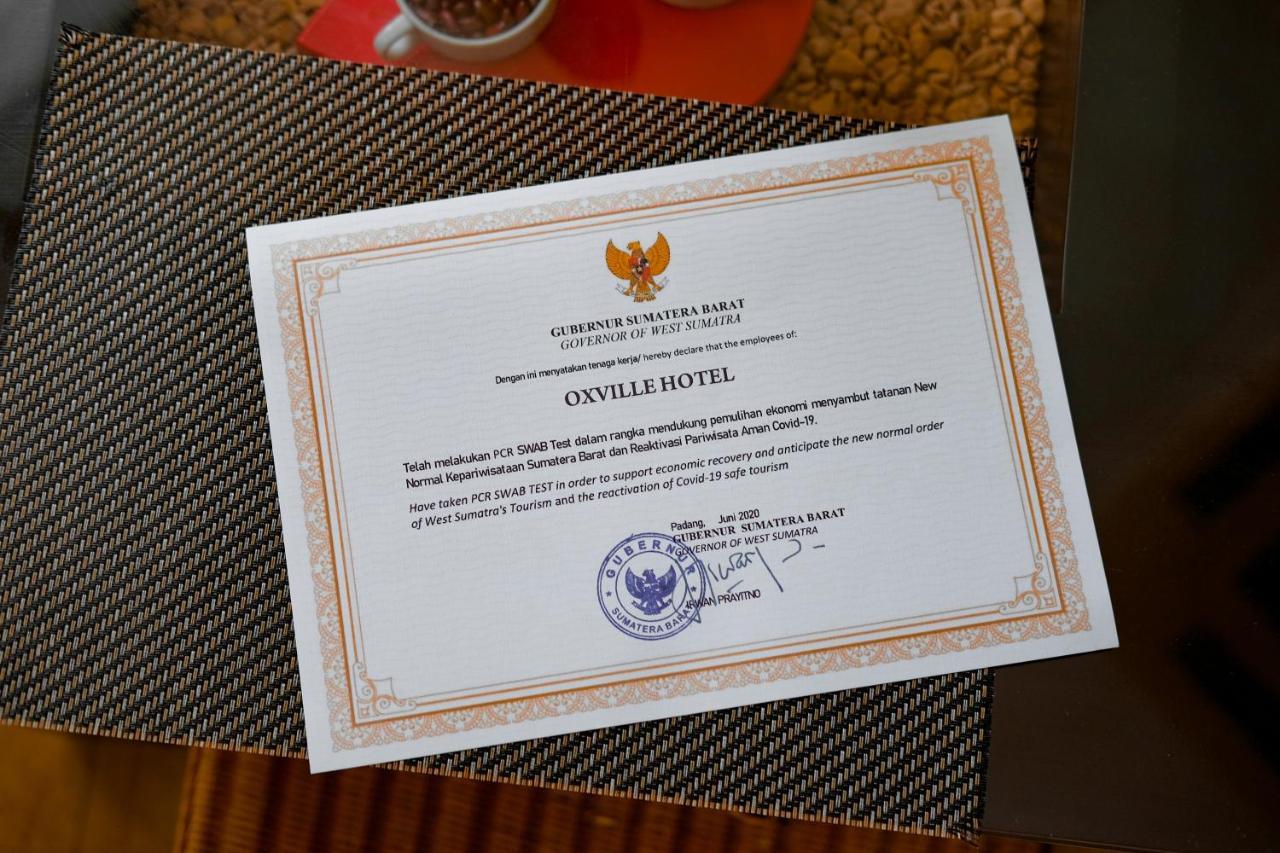 GUBERNUR SUMATERA BARAT
GOVERNOR OF WEST SUMATRA
Dengan ini menyatakan tenaga kerja/ hereby declare that the employees of:
OXVILLE HOTEL
Telah melakukan PCR SWAB Test dalam rangka mendukung pemulihan ekonomi menyambut tatanan New
Normal Kepariwisataan Sumatera Barat dan Reaktivasi Pariwisata Aman Covid-19.
Have taken PCR SWAB TEST in order to support economic recovery and anticipate the new normal order
of West Sumatra's Tourism and the reactivation of Covid-19 safe tourism
Padang, Juni 2020
GUBERNUR SUMATERA BARAT
GOVERNOR OF WEST SUMATRA
IRWAN PRAYITNO
GUBERNUR
SUMATERA BARAT